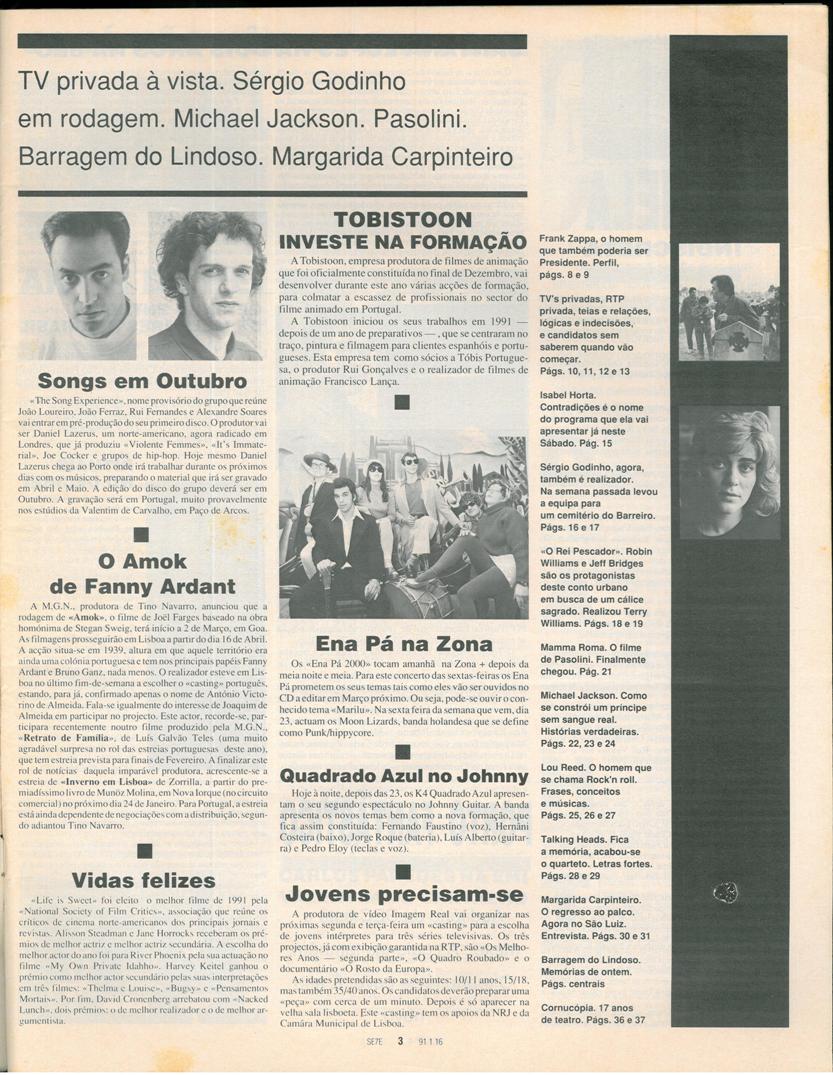 TV privada à vista. Sérgio Godinho
em rodagem. Michael Jackson. Pasolini.
Barragem do Lindoso. Margarida Carpinteiro
Songs em Outubro
«The Song Experience», nome provisório do grupo que reúne
João Loureiro, João Ferraz, Rui Fernandes e Alexandre Soares
vai entrar em pré-produção do seu primeiro disco. O produtor vai
ser Daniel Lazerus, um norte-americano, agora radicado em
Londres, que já produziu «Violente Femmes», «It's Immate-
rial», Joe Cocker e grupos de hip-hop. Hoje mesmo Daniel
Lazerus chega ao Porto onde irá trabalhar durante os próximos
dias com os músicos, preparando o material que irá ser gravado
em Abril e Maio. A edição do disco do grupo deverá ser em
Outubro. A gravação será em Portugal, muito provavelmente
nos estúdios da Valentim de Carvalho, em Paço de Arcos.
O Amok
de Fanny Ardant
A M.G.N., produtora de Tino Navarro, anunciou que a
rodagem de «Amok», o filme de Joël Farges baseado na obra
homónima de Stegan Sweig, terá início a 2 de Março, em Goa.
As filmagens prosseguirão em Lisboa a partir do dia 16 de Abril.
A acção situa-se em 1939, altura em que aquele território era
ainda uma colónia portuguesa e tem nos principais papéis Fanny
Ardant e Bruno Ganz, nada menos. O realizador esteve em Lis-
boa no último fim-de-semana a escolher o «casting» português,
estando, para já, confirmado apenas o nome de António Victo-
rino de Almeida. Fala-se igualmente do interesse de Joaquim de
Almeida em participar no projecto. Este actor, recorde-se, par-
ticipara recentemente noutro filme produzido pela M.G.N.,
«Retrato de Família», de Luís Galvão Teles (uma muito
agradável surpresa no rol das estreias portuguesas deste ano),
que tem estreia prevista para finais de Fevereiro. A finalizar este
rol de notícias daquela imparável produtora, acrescente-se a
estreia de «Inverno em Lisboa» de Zorrilla, a partir do pre-
miadíssimo livro de Munöz Molina, em Nova Iorque (no circuito
comercial) no próximo dia 24 de Janeiro. Para Portugal, a estreia
está ainda dependente de negociações com a distribuição, segun-
do adiantou Tino Navarro.
Vidas felizes
«Life is Sweet» foi eleito o melhor filme de 1991 pela
«National Society of Film Critics», associação que reúne os
críticos de cinema norte-americanos dos principais jornais e
revistas. Alisson Steadman e Jane Horrocks receberam os pré-
mios de melhor actriz e melhor actriz secundária. A escolha do
melhor actor do ano foi para River Phoenix pela sua actuação no
filme «My Own Private Idahho». Harvey Keitel ganhou o
prémio como melhor actor secundário pelas suas interpretações
em três filmes: «Thelma e Louise», «Bugsy» e «Pensamentos
Mortais». Por fim, David Cronenberg arrebatou com «Nacked
Lunch», dois prémios: o de melhor realizador e o de melhor ar-
gumentista.
TOBISTOON
INVESTE NA FORMAÇÃO
A Tobistoon, empresa produtora de filmes de animação
que foi oficialmente constituída no final de Dezembro, vai
desenvolver durante este ano várias acções de formação,
para colmatar a escassez de profissionais no sector do
filme animado em Portugal.
A Tobistoon iniciou os seus trabalhos em 1991 —
depois de um ano de preparativos —, que se centraram no
traço, pintura e filmagem para clientes espanhóis e portu-
gueses. Esta empresa tem como sócios a Tóbis Portugue-
sa, o produtor Rui Gonçalves e o realizador de filmes de
animação Francisco Lança.
Ena Pá na Zona
Os «Ena Pá 2000» tocam amanhã na Zona + depois da
meia noite e meia. Para este concerto das sextas-feiras os Ena
Pá prometem os seus temas tais como eles vão ser ouvidos no
CD a editar em Março próximo. Ou seja, pode-se ouvir o con-
hecido tema «Marilu». Na sexta feira da semana que vem, dia
23, actuam os Moon Lizards, banda holandesa que se define
como Punk/hippycore.
Quadrado Azul no Johnny
Hoje à noite, depois das 23, os K4 Quadrado Azul apresen-
tam o seu segundo espectáculo no Johnny Guitar. A banda
apresenta os novos temas bem como a nova formação, que
fica assim constituída: Fernando Faustino (voz), Hernâni
Costeira (baixo), Jorge Roque (bateria), Luís Alberto (guitar-
ra) e Pedro Eloy (teclas e voz).
Jovens precisam-se
A produtora de vídeo Imagem Real vai organizar nas
próximas segunda e terça-feira um «casting» para a escolha
de jovens intérpretes para três séries televisivas. Os três
projectos, já com exibição garantida na RTP, são «Os Melho-
res Anos — segunda parte», «O Quadro Roubado» e o
documentário «O Rosto da Europa».
As idades pretendidas são as seguintes: 10/11 anos, 15/18,
mas também 35/40 anos. Os candidatos deverão preparar uma
«peça» com cerca de um minuto. Depois é só aparecer na
velha sala lisboeta. Este «casting» tem os apoios da NRJ e da
Camára Municipal de Lisboa.
Frank Zappa, o homem
que também poderia ser
Presidente. Perfil,
págs. 8 e 9
TV's privadas, RTP
privada, teias e relações,
lógicas e indecisões,
e candidatos sem
saberem quando vão
começar.
Págs. 10, 11, 12 e 13
Isabel Horta.
Contradições é o nome
do programa que ela vai
apresentar já neste
Sábado. Pág. 15
Sérgio Godinho, agora,
também é realizador.
Na semana passada levou
a equipa para
um cemitério do Barreiro.
Págs. 16 e 17
«O Rei Pescador». Robin
Williams e Jeff Bridges
são os protagonistas
deste conto urbano
em busca de um cálice
sagrado. Realizou Terry
Williams. Págs. 18 e 19
Mamma Roma. O filme
de Pasolini. Finalmente
chegou. Pág. 21
Michael Jackson. Como
se constrói um príncipe
sem sangue real.
Histórias verdadeiras.
Págs. 22, 23 e 24
Lou Reed. O homem que
se chama Rock'n roll.
Frases, conceitos
e músicas.
Págs. 25, 26 e 27
Talking Heads. Fica
a memória, acabou-se
o quarteto. Letras fortes.
Págs. 28 e 29
Margarida Carpinteiro.
O regresso ao palco.
Agora no São Luiz.
Entrevista. Págs. 30 e 31
Barragem do Lindoso.
Memórias de ontem.
Págs. centrais
Cornucópia. 17 anos
de teatro. Págs. 36 e 37
SE7E 3 91.1.16